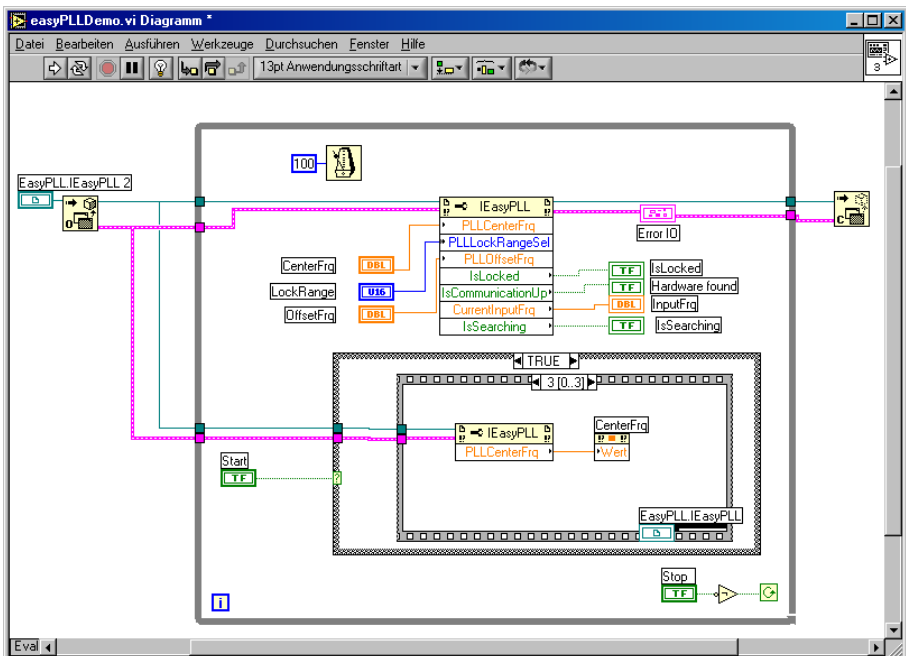 easyPLLDemo.vi Diagramm *
Datei Bearbeiten Ausführen Werkzeuge Durchsuchen Fenster Hilfe
13pt Anwendungsschriftart
3
100
EasyPLL.IEasyPLL 2
O
C
IEasyPLL
PLLCenterFrq
PLLLockRangeSel
PLLOffsetFrq
IsLocked
IsCommunicationUp
CurrentInputFrq
IsSearching
Error IO
CenterFrq
DBL
LockRange
U16
OffsetFrq
DBL
TF
IsLocked
TF
Hardware found
DBL
InputFrq
TF
IsSearching
TRUE
3 [0..3]
IEasyPLL
PLLCenterFrq
CenterFrq
Wert
Start
TF
?
EasyPLL.IEasyPLL
Stop
TF
i
Eval